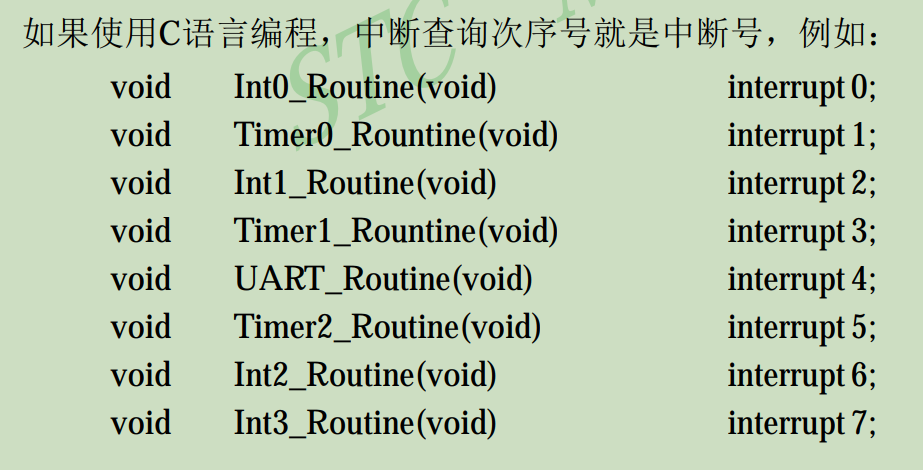 如果使用C语言编程，中断查询次序号就是中断号，例如：
void Int0_Routine(void) interrupt 0;
void Timer0_Rountine(void) interrupt 1;
void Int1_Routine(void) interrupt 2;
void Timer1_Rountine(void) interrupt 3;
void UART_Routine(void) interrupt 4;
void Timer2_Routine(void) interrupt 5;
void Int2_Routine(void) interrupt 6;
void Int3_Routine(void) interrupt 7;
STC